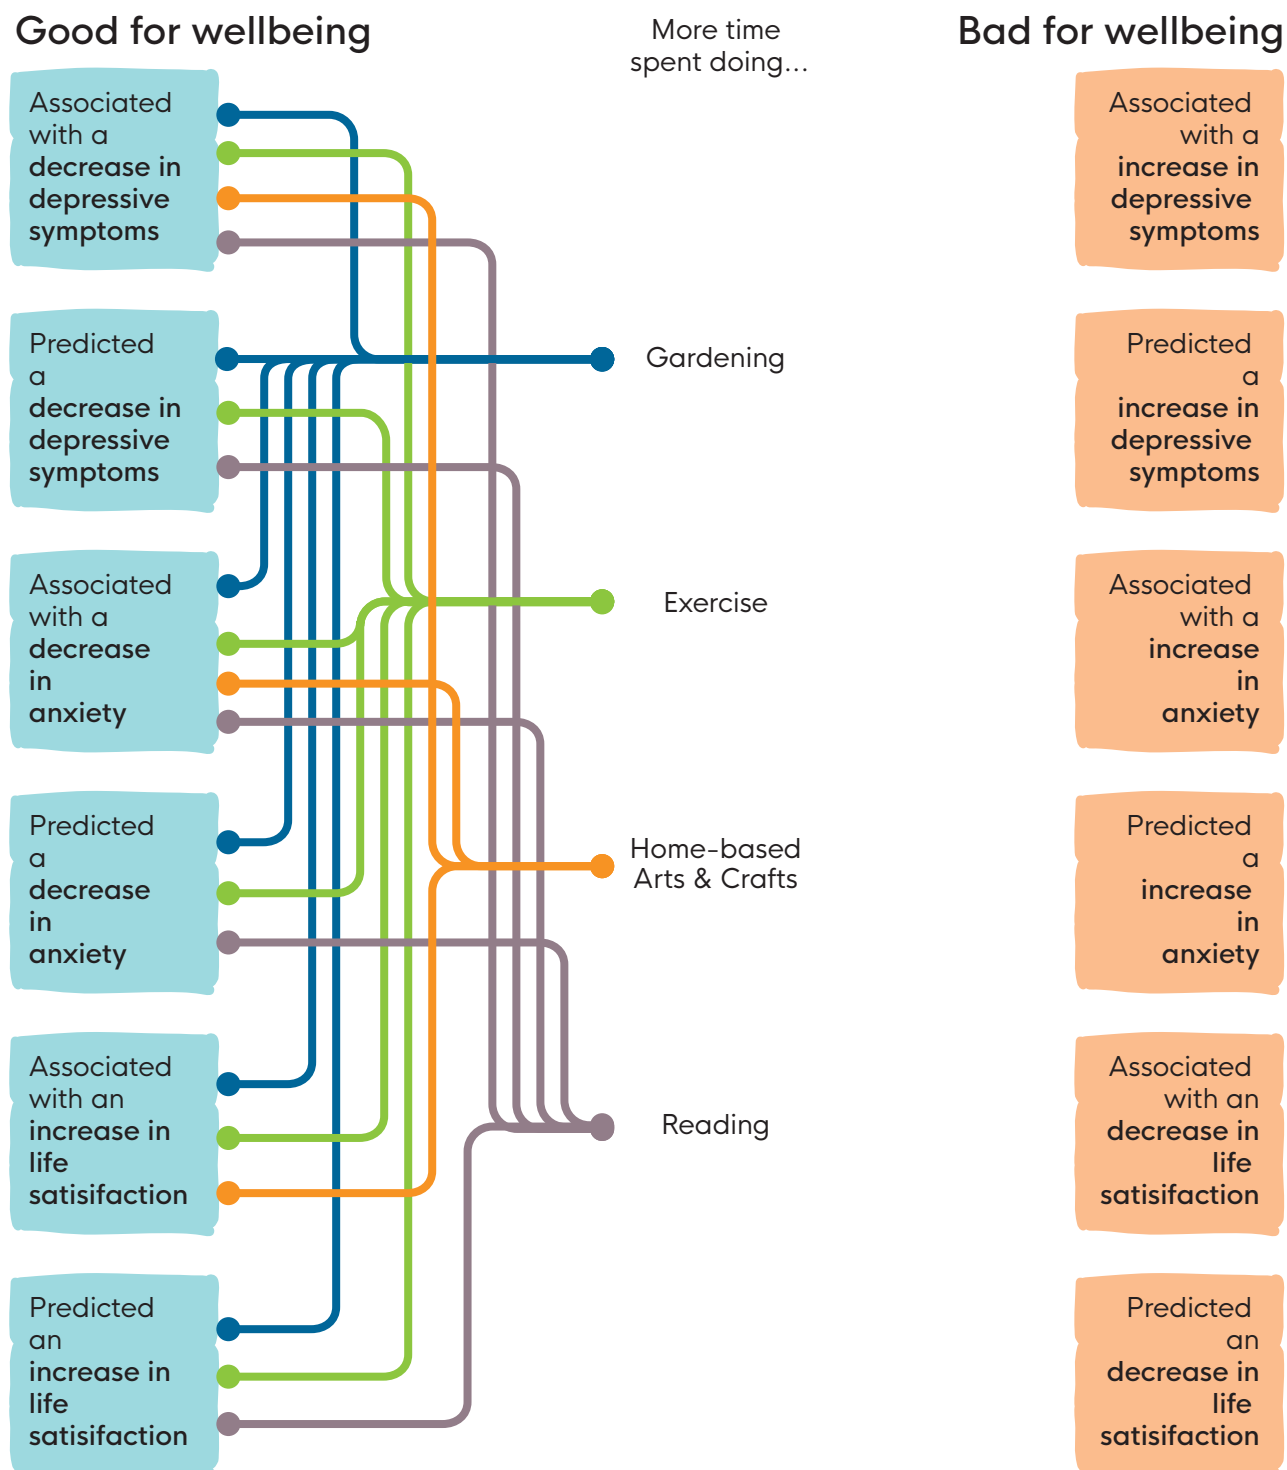 Good for wellbeing
More time
spent doing...
Bad for wellbeing
Associated
with a
decrease in
depressive
symptoms
Predicted
a
decrease in
depressive
symptoms
Associated
with a
decrease
in
anxiety
Predicted
a
decrease
in
anxiety
Associated
with an
increase in
life
satisifaction
Predicted
an
increase in
life
satisifaction
Gardening
Exercise
Home-based
Arts & Crafts
Reading
Associated
with a
increase in
depressive
symptoms
Predicted
a
increase in
depressive
symptoms
Associated
with a
increase
in
anxiety
Predicted
a
increase
in
anxiety
Associated
with an
decrease in
life
satisifaction
Predicted
an
decrease in
life
satisifaction